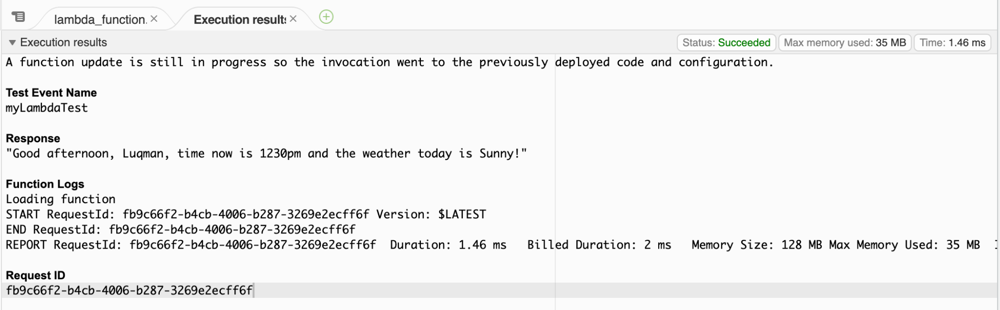 lambda_function.
Execution results
Execution results
Status: Succeeded
Max memory used: 35 MB
Time: 1.46 ms
A function update is still in progress so the invocation went to the previously deployed code and configuration.
Test Event Name
myLambdaTest
Response
"Good afternoon, Luqman, time now is 1230pm and the weather today is Sunny!"
Function Logs
Loading function
START RequestId: fb9c66f2-b4cb-4006-b287-3269e2ecff6f Version: $LATEST
END RequestId: fb9c66f2-b4cb-4006-b287-3269e2ecff6f
REPORT RequestId: fb9c66f2-b4cb-4006-b287-3269e2ecff6f  Duration: 1.46 ms   Billed Duration: 2 ms   Memory Size: 128 MB Max Memory Used: 35 MB
Request ID
fb9c66f2-b4cb-4006-b287-3269e2ecff6f